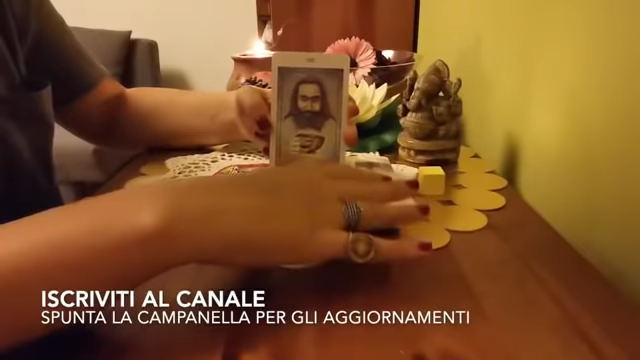 ISCRIVITI AL CANALE
SPUNTA LA CAMPANELLA PER GLI AGGIORNAMENTI